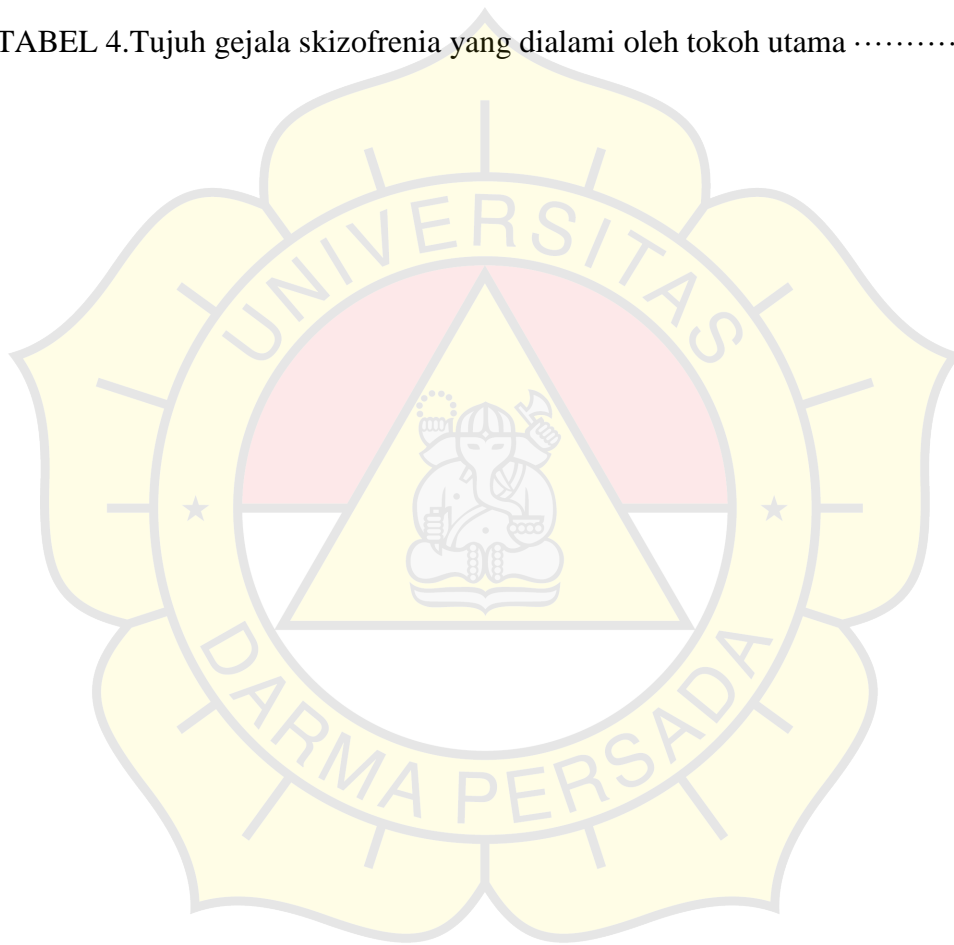 TABEL 4.Tujuh gejala skizofrenia yang dialami oleh tokoh utama ···········
UNIVERSITAS
DARMA PERSADA